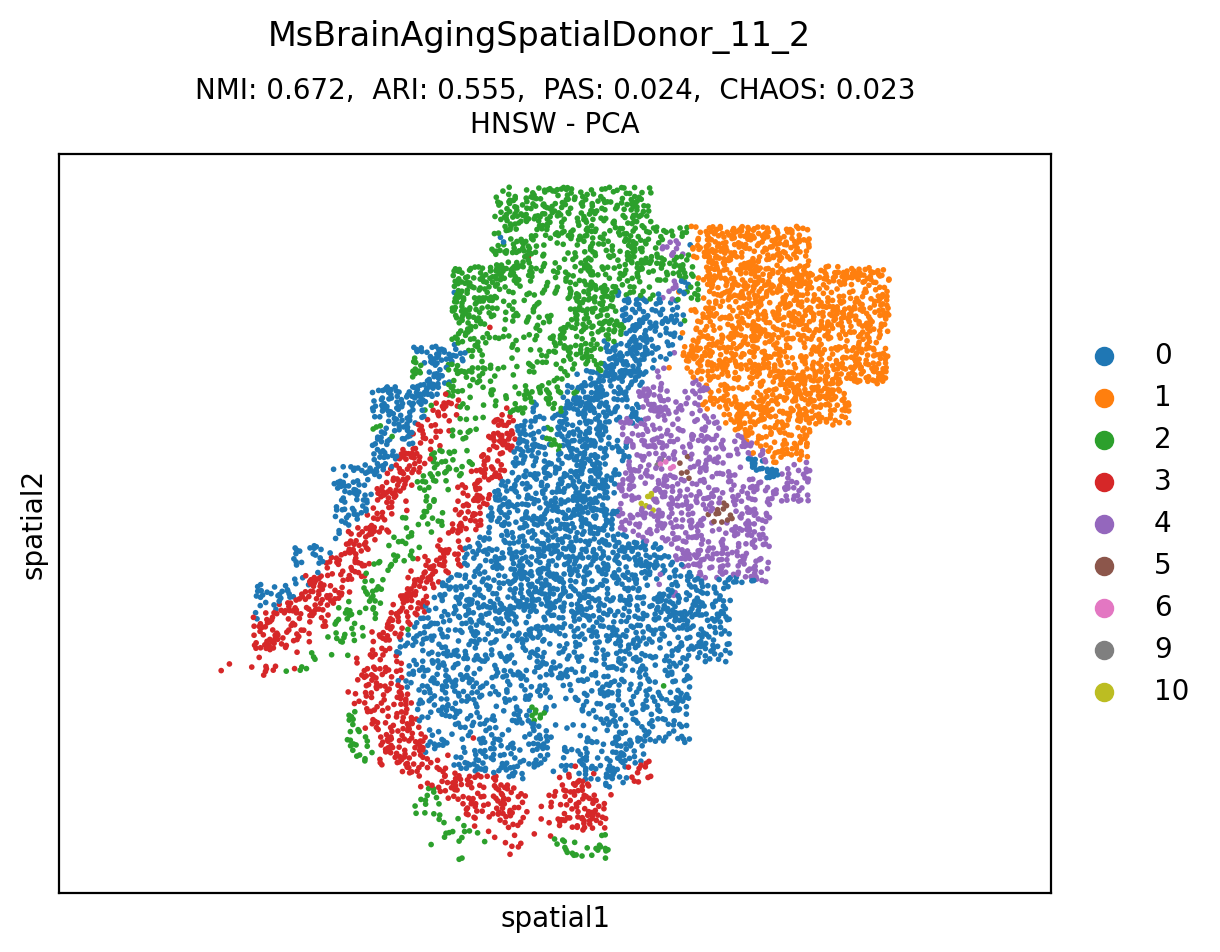 MsBrainAgingSpatialDonor_11_2
NMI: 0.672,  ARI: 0.555,  PAS: 0.024,  CHAOS: 0.023
HNSW - PCA
spatial2
spatial1
0
1
2
3
4
5
6
9
10